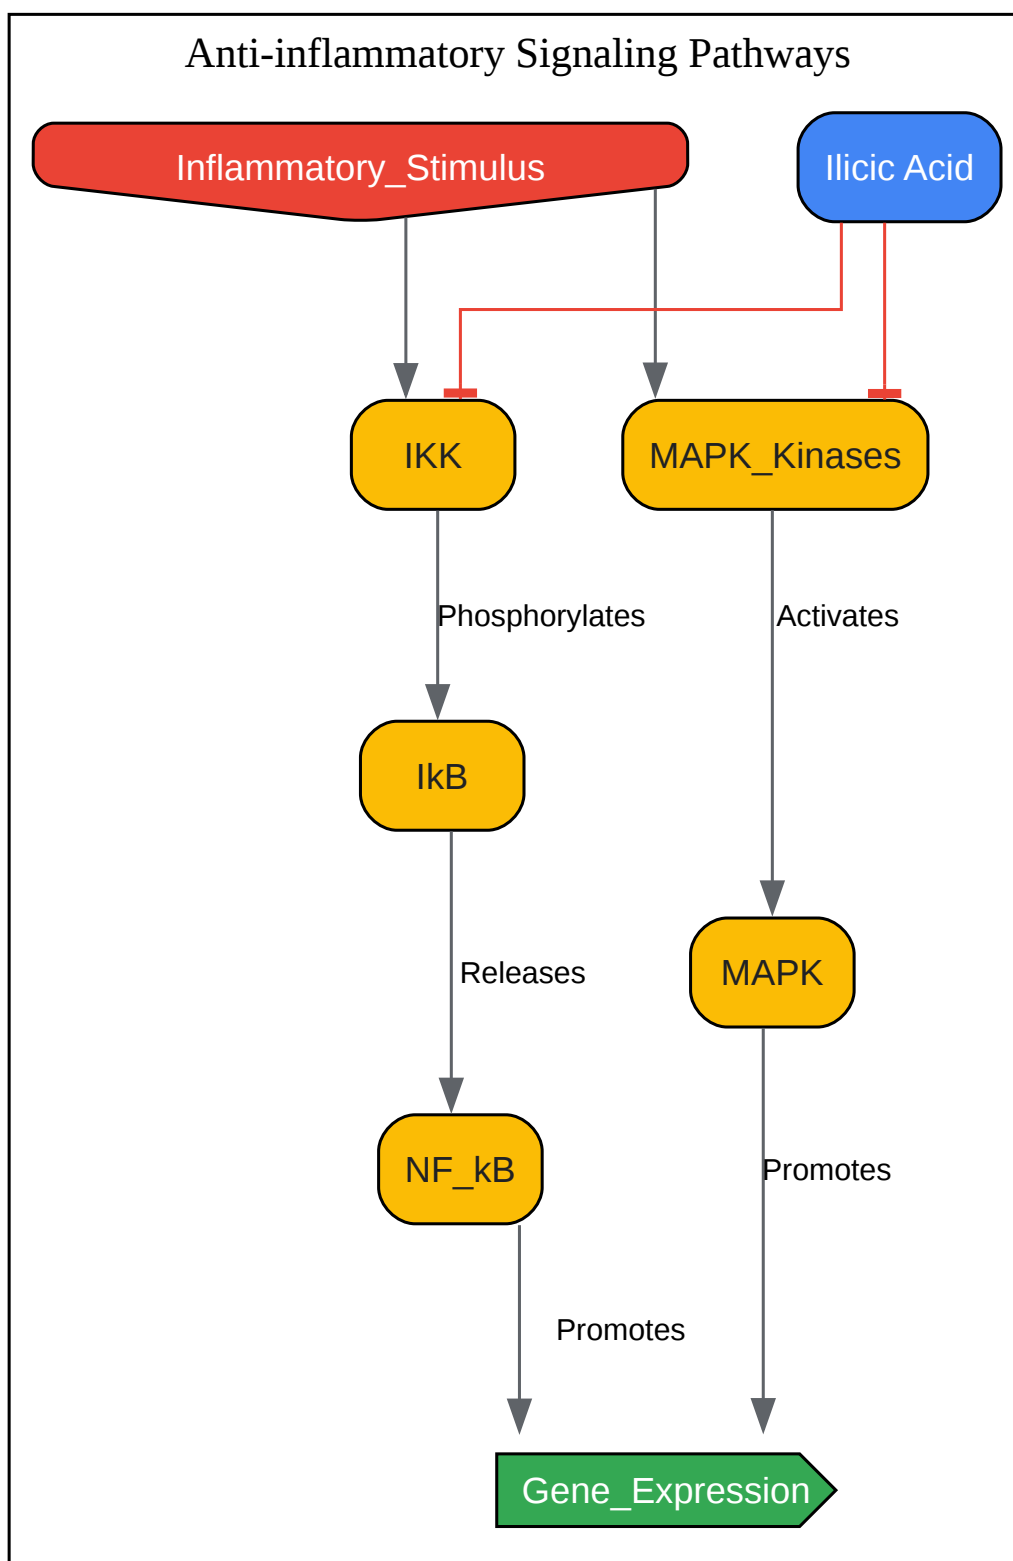 Anti-inflammatory Signaling Pathways
Inflammatory_Stimulus
Ilicic Acid
IKK
MAPK_Kinases
Phosphorylates
Activates
IkB
Releases
MAPK
NF_kB
Promotes
Promotes
Gene_Expression